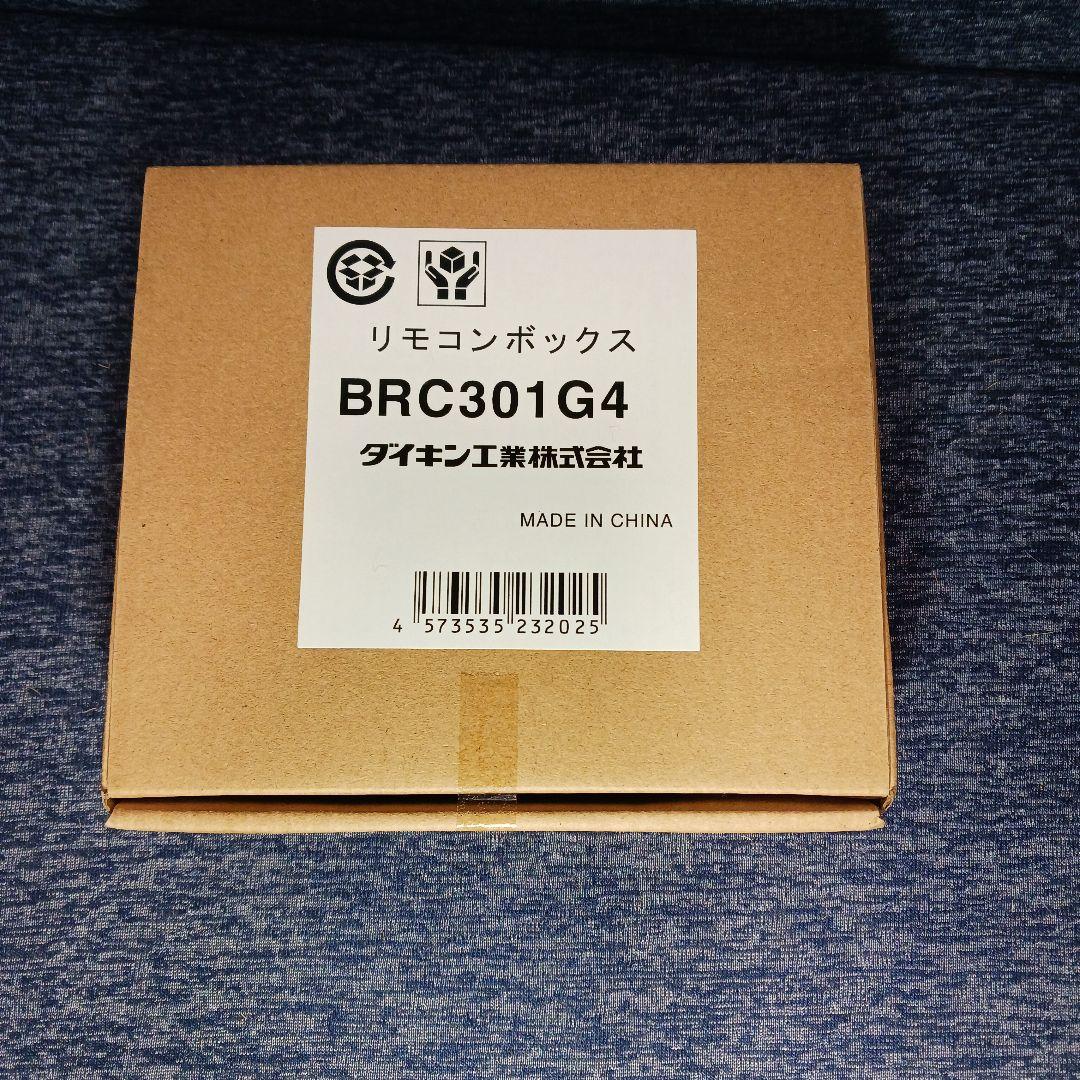 リモコンボックス
BRC301G4
ダイキン工業株式会社
MADE IN CHINA
4 573535 232025